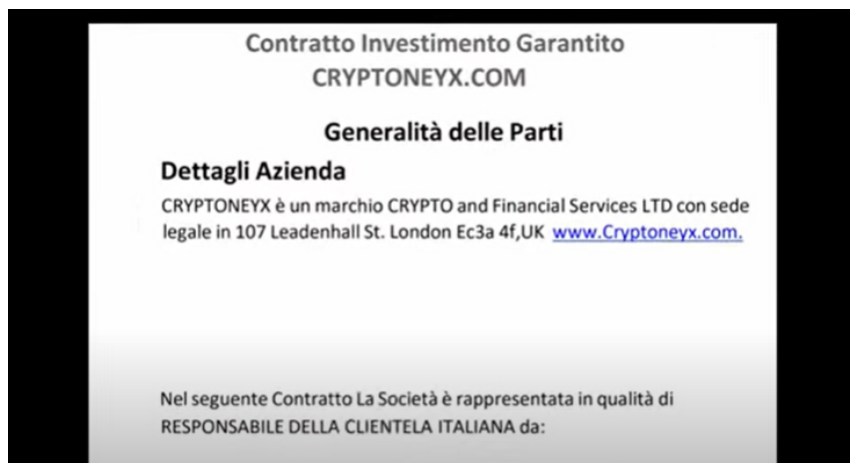 Contratto Investimento Garantito
CRYPTONEYX.COM
Generalità delle Parti
Dettagli Azienda
CRYPTONEYX è un marchio CRYPTO and Financial Services LTD con sede
legale in 107 Leadenhall St. London Ec3a 4f,UK www.Cryptoneyx.com.
Nel seguente Contratto La Società è rappresentata in qualità di
RESPONSABILE DELLA CLIENTELA ITALIANA da: